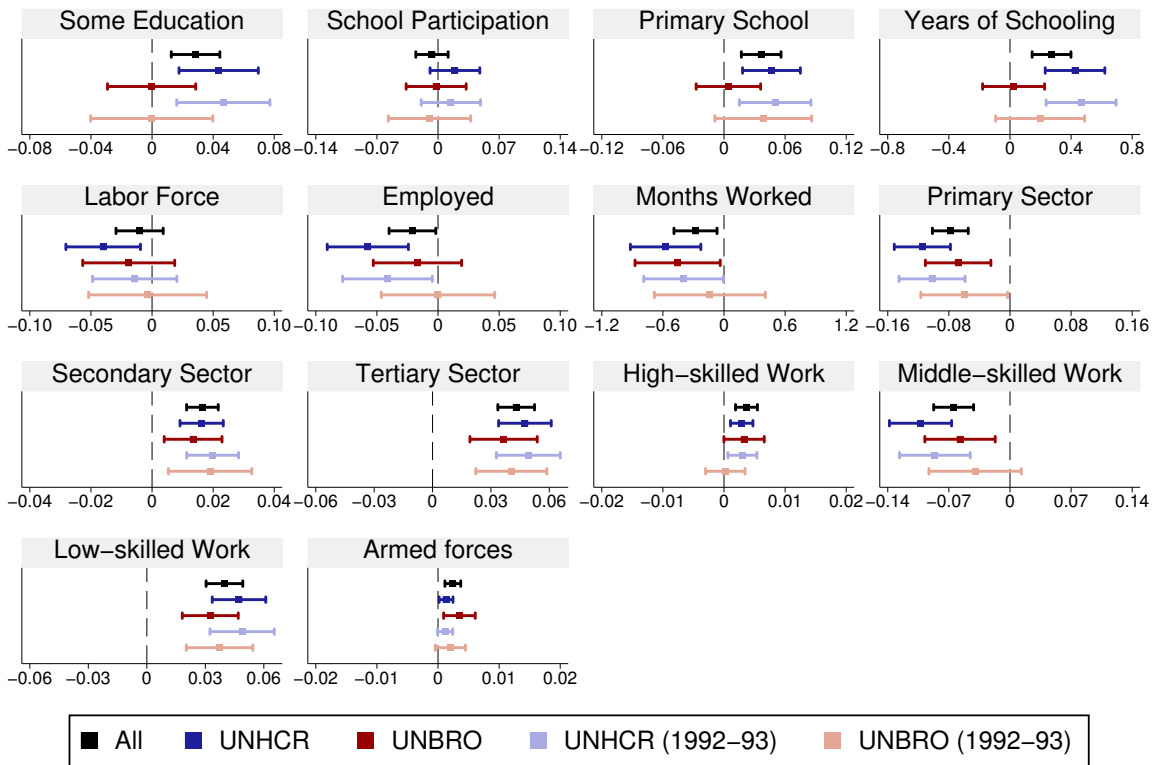 Some Education School Participation Primary School Years of Schooling
−0.08 −0.04 0 0.04 0.08 −0.14 −0.07 0 0.07 0.14 −0.12 −0.06 0 0.06 0.12 −0.8 −0.4 0 0.4 0.8
Labor Force Employed Months Worked Primary Sector
−0.10 −0.05 0 0.05 0.10 −0.10 −0.05 0 0.05 0.10 −1.2 −0.6 0 0.6 1.2 −0.16 −0.08 0 0.08 0.16
Secondary Sector Tertiary Sector High−skilled Work Middle−skilled Work
−0.04 −0.02 0 0.02 0.04 −0.06 −0.03 0 0.03 0.06 −0.02 −0.01 0 0.01 0.02 −0.14 −0.07 0 0.07 0.14
Low−skilled Work Armed forces
−0.06 −0.03 0 0.03 0.06 −0.02 −0.01 0 0.01 0.02
All UNHCR UNBRO UNHCR (1992−93) UNBRO (1992−93)